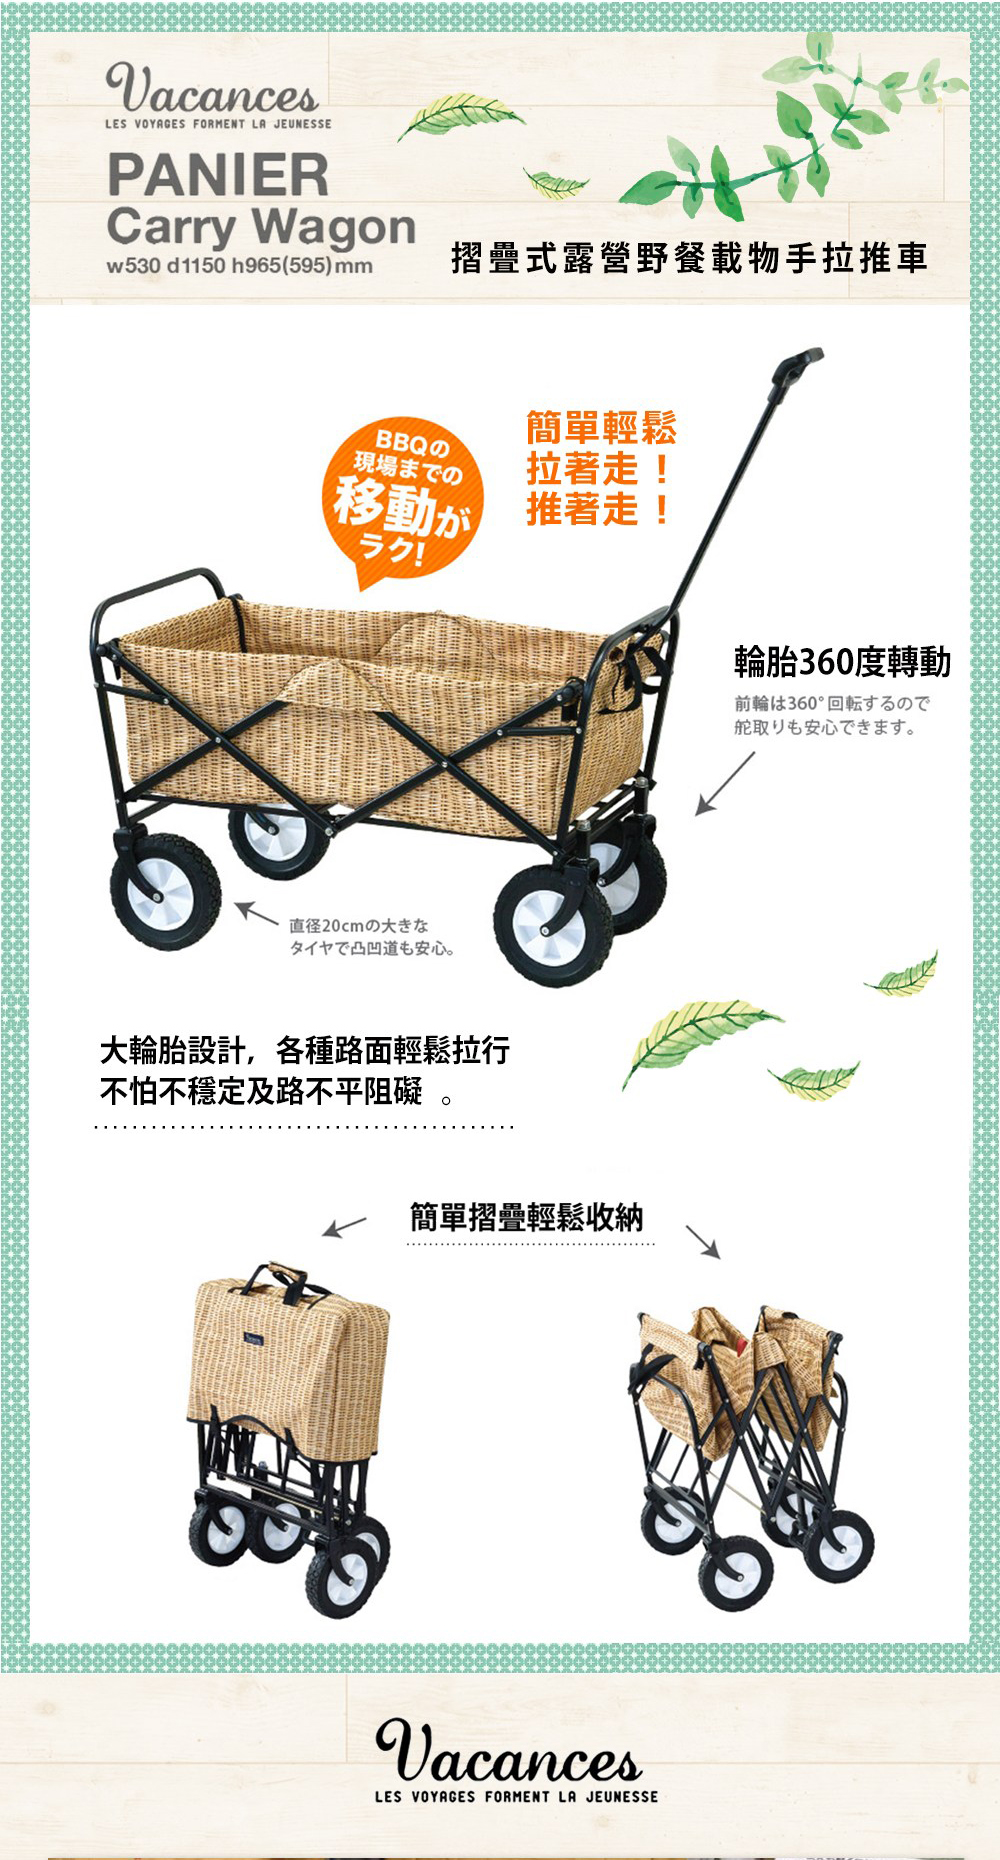 Vacances
LES VOYAGES FORMENT LA JEUNESSE
PANIER
Carry Wagon
w530 d1150 h965(595)mm
摺疊式露營野餐載物手拉推車
BBQの
現場までの
移動が
ラク!
簡單輕鬆
拉著走！
推著走！
輪胎360度轉動
前輪は360°回転するので
舵取りも安心できます。
直径20cmの大きな
タイヤで凸凹道も安心。
大輪胎設計，各種路面輕鬆拉行
不怕不穩定及路不平阻礙 。
簡單摺疊輕鬆收納
Vacances
LES VOYAGES FORMENT LA JEUNESSE